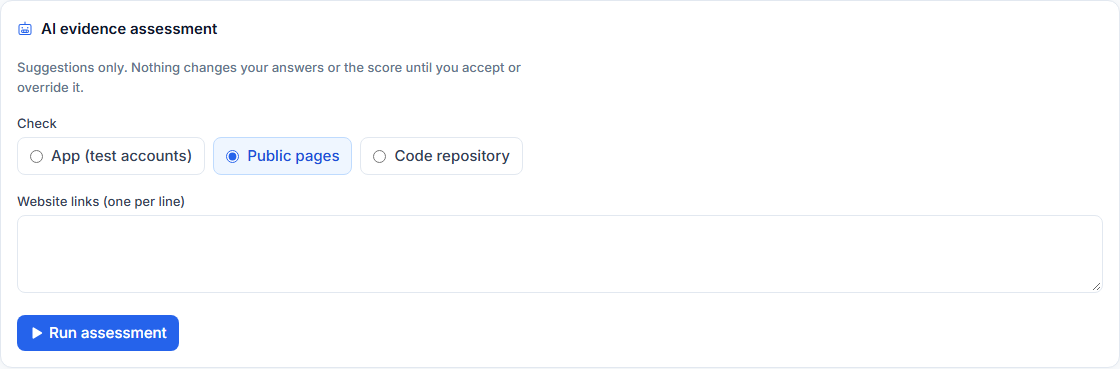 AI evidence assessment
Suggestions only. Nothing changes your answers or the score until you accept or
override it.
Check
App (test accounts)
Public pages
Code repository
Website links (one per line)
Run assessment